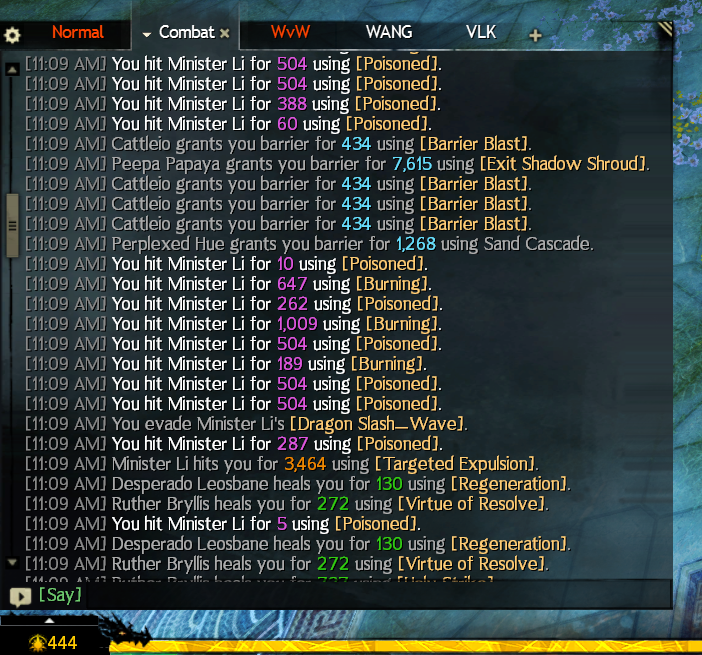 Normal
Combat
WvW
WANG
VLK
[11:09 AM] You hit Minister Li for 504 using [Poisoned].
[11:09 AM] You hit Minister Li for 504 using [Poisoned].
[11:09 AM] You hit Minister Li for 388 using [Poisoned].
[11:09 AM] You hit Minister Li for 60 using [Poisoned].
[11:09 AM] Cattleio grants you barrier for 434 using [Barrier Blast].
[11:09 AM] Peepa Papaya grants you barrier for 7,615 using [Exit Shadow Shroud].
[11:09 AM] Cattleio grants you barrier for 434 using [Barrier Blast].
[11:09 AM] Cattleio grants you barrier for 434 using [Barrier Blast].
[11:09 AM] Cattleio grants you barrier for 434 using [Barrier Blast].
[11:09 AM] Perplexed Hue grants you barrier for 1,268 using Sand Cascade.
[11:09 AM] You hit Minister Li for 10 using [Poisoned].
[11:09 AM] You hit Minister Li for 647 using [Burning].
[11:09 AM] You hit Minister Li for 262 using [Poisoned].
[11:09 AM] You hit Minister Li for 1,009 using [Burning].
[11:09 AM] You hit Minister Li for 504 using [Poisoned].
[11:09 AM] You hit Minister Li for 189 using [Burning].
[11:09 AM] You hit Minister Li for 504 using [Poisoned].
[11:09 AM] You hit Minister Li for 504 using [Poisoned].
[11:09 AM] You evade Minister Li's [Dragon Slash—Wave].
[11:09 AM] You hit Minister Li for 287 using [Poisoned].
[11:09 AM] Minister Li hits you for 3,464 using [Targeted Expulsion].
[11:09 AM] Desperado Leosbane heals you for 130 using [Regeneration].
[11:09 AM] Ruther Bryllis heals you for 272 using [Virtue of Resolve].
[11:09 AM] You hit Minister Li for 5 using [Poisoned].
[11:09 AM] Desperado Leosbane heals you for 130 using [Regeneration].
[11:09 AM] Ruther Bryllis heals you for 272 using [Virtue of Resolve].
[11:09 AM] Ruther Bryllis heals you for using [Holy Strike].
[Say]
444